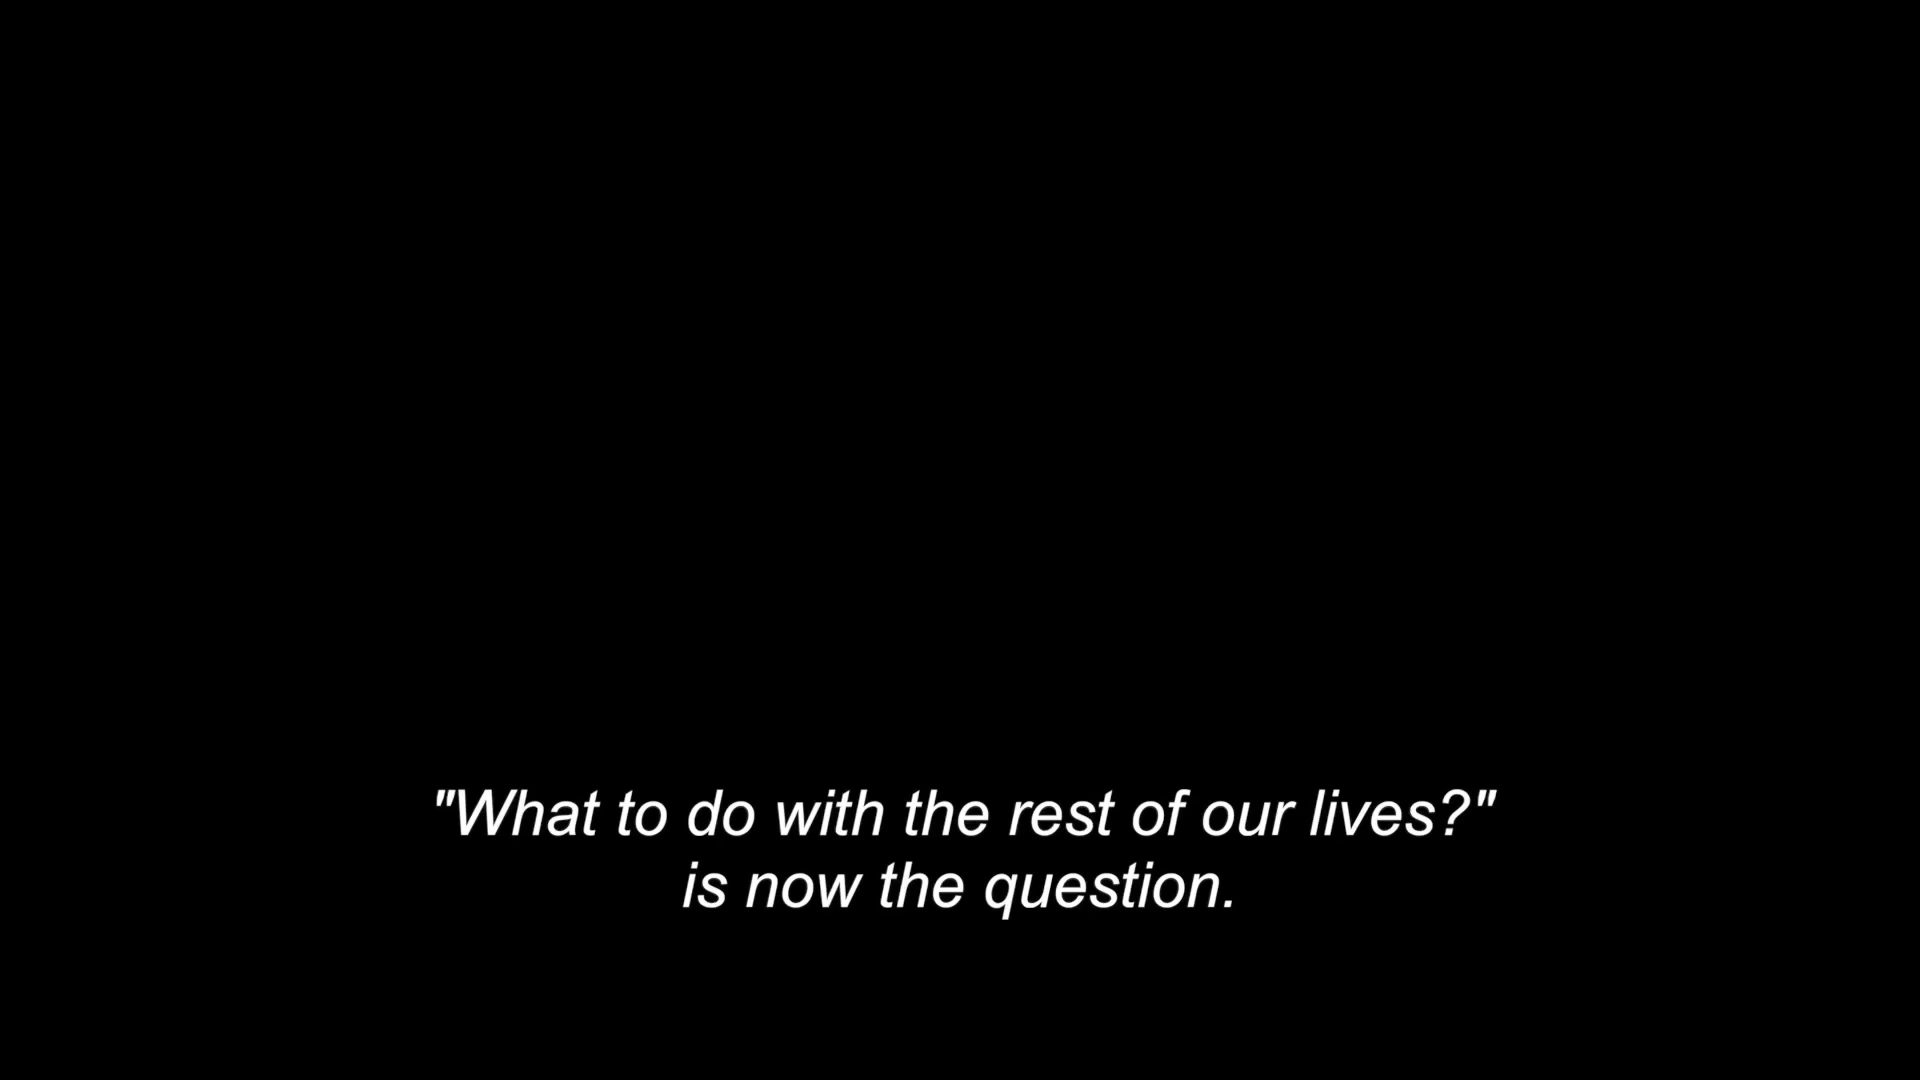 "What to do with the rest of our lives?"
is now the question.